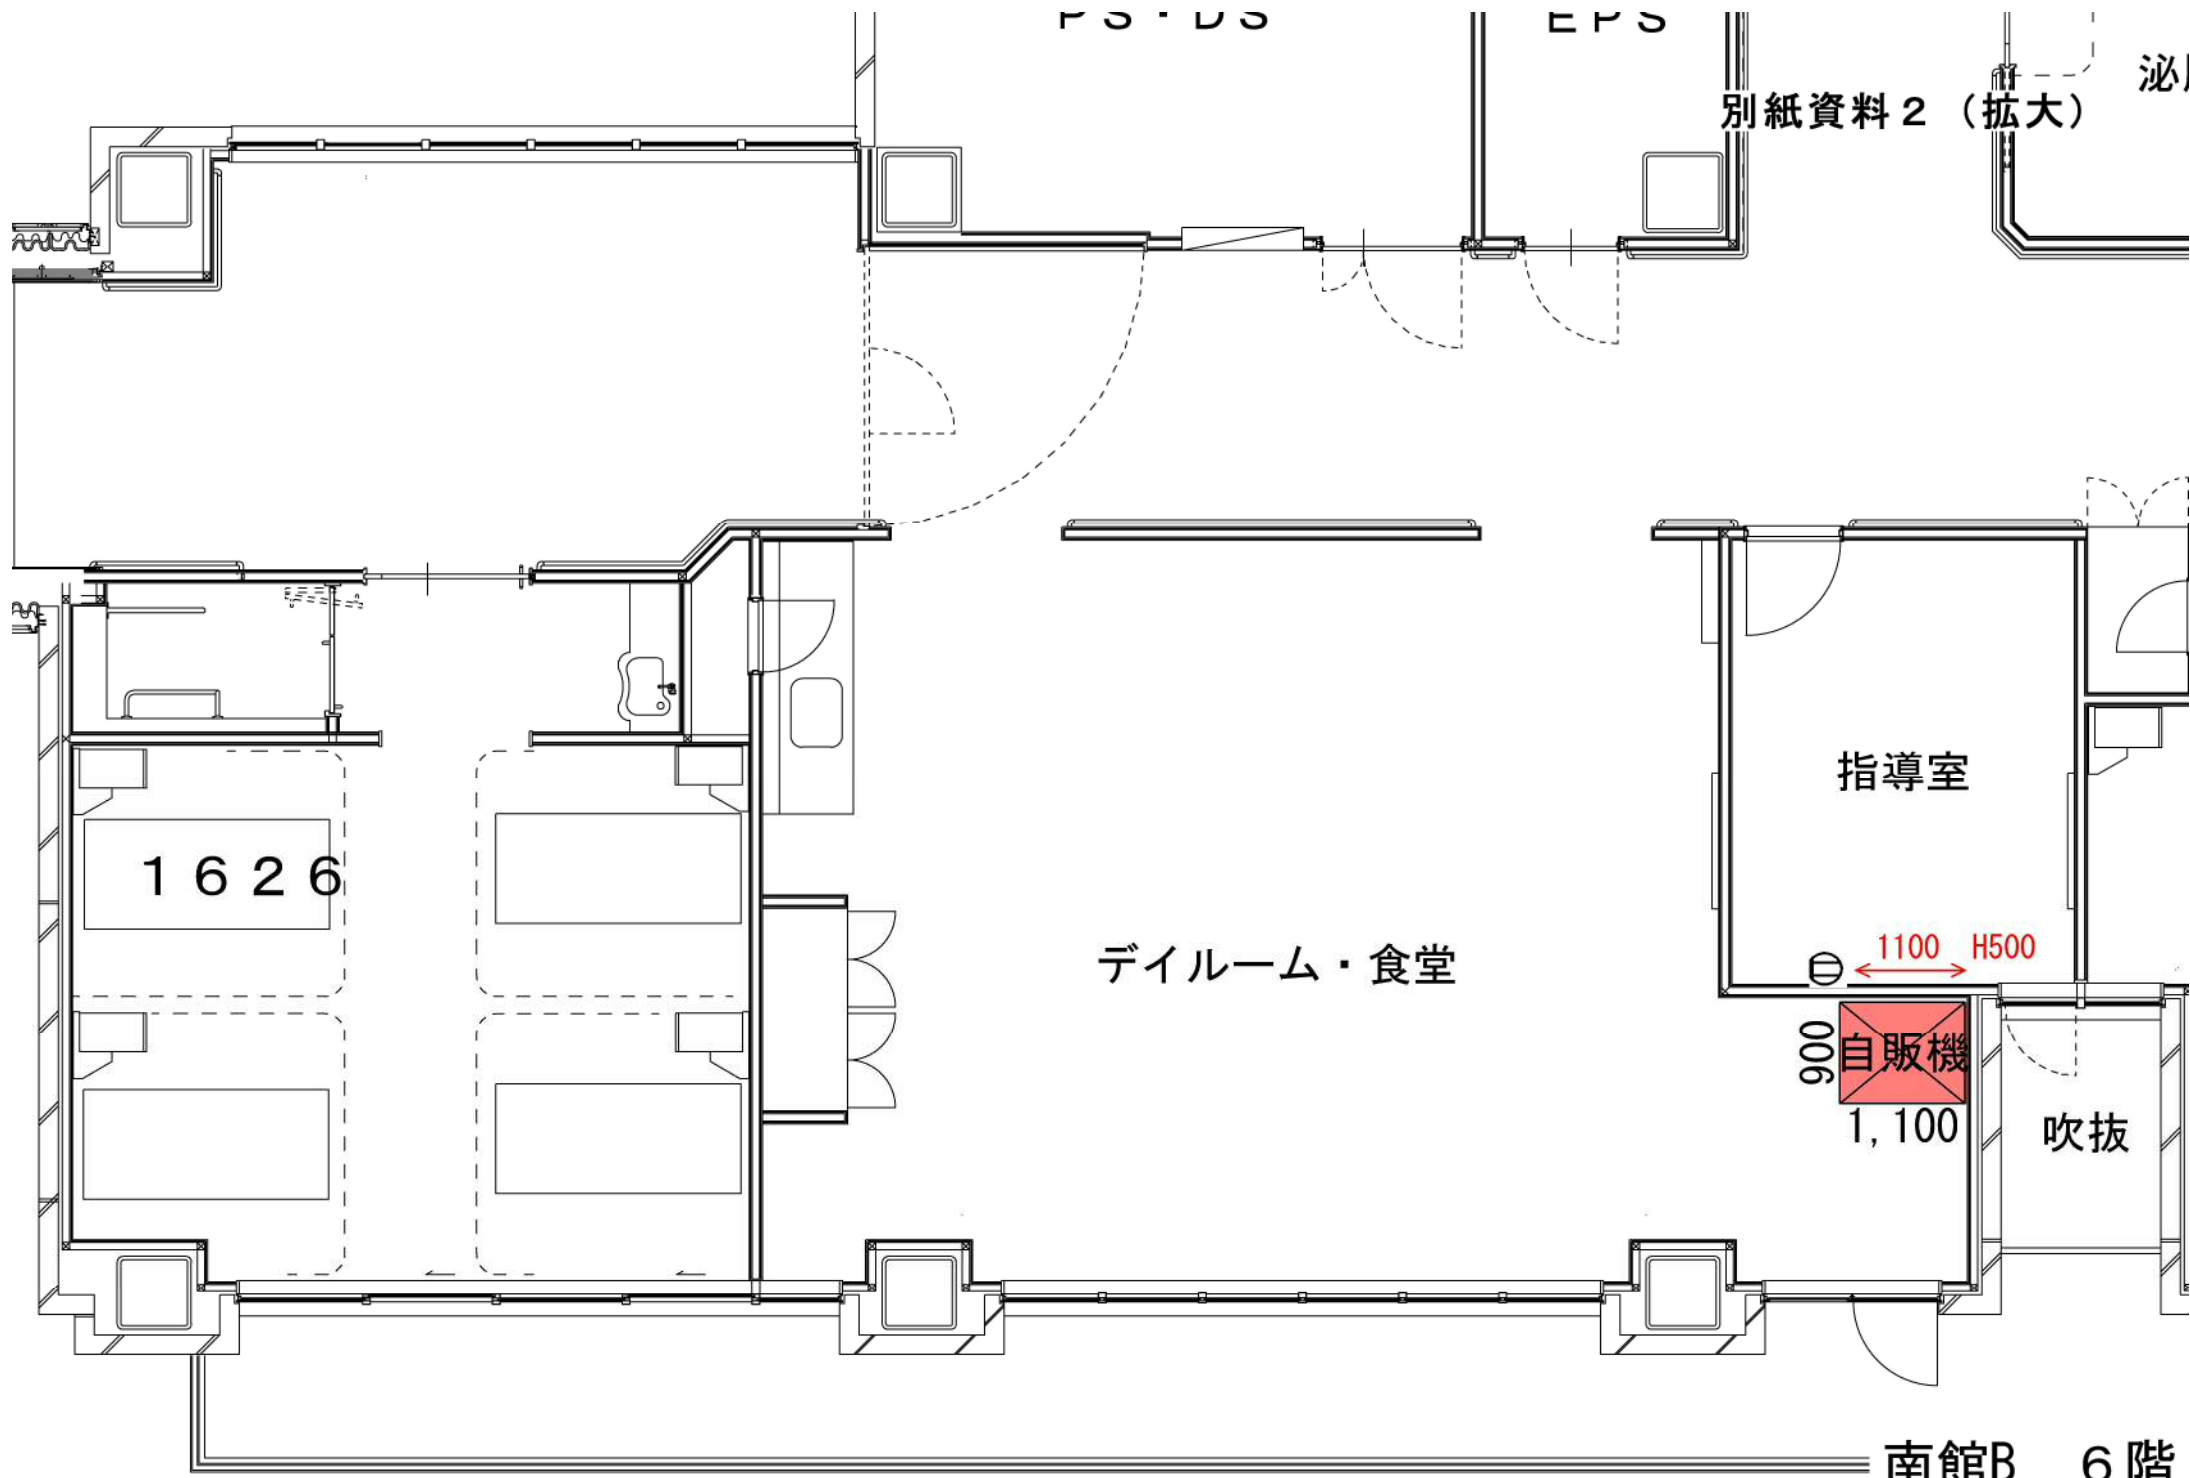 PS・DS
EPS
別紙資料2（拡大）
泌
指導室
1626
デイルーム・食堂
1100 H500
900
自販機
1,100
吹抜
南館B 6階